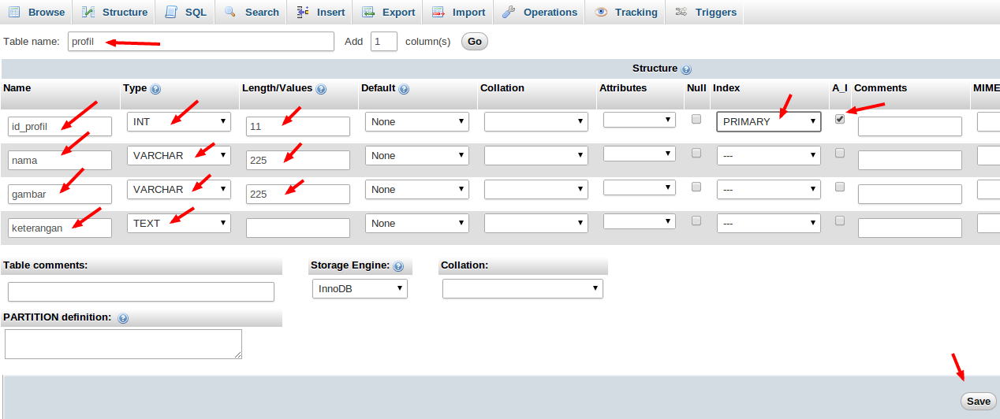 Browse Structure SQL Search Insert Export Import Operations Tracking Triggers
Table name: profil Add 1 column(s) Go
Structure
Name Type Length/Values Default Collation Attributes Null Index A_I Comments MIME
id_profil INT 11 None PRIMARY
nama VARCHAR 225 None ---
gambar VARCHAR 225 None ---
keterangan TEXT None ---
Table comments: Storage Engine: Collation:
InnoDB
PARTITION definition:
Save